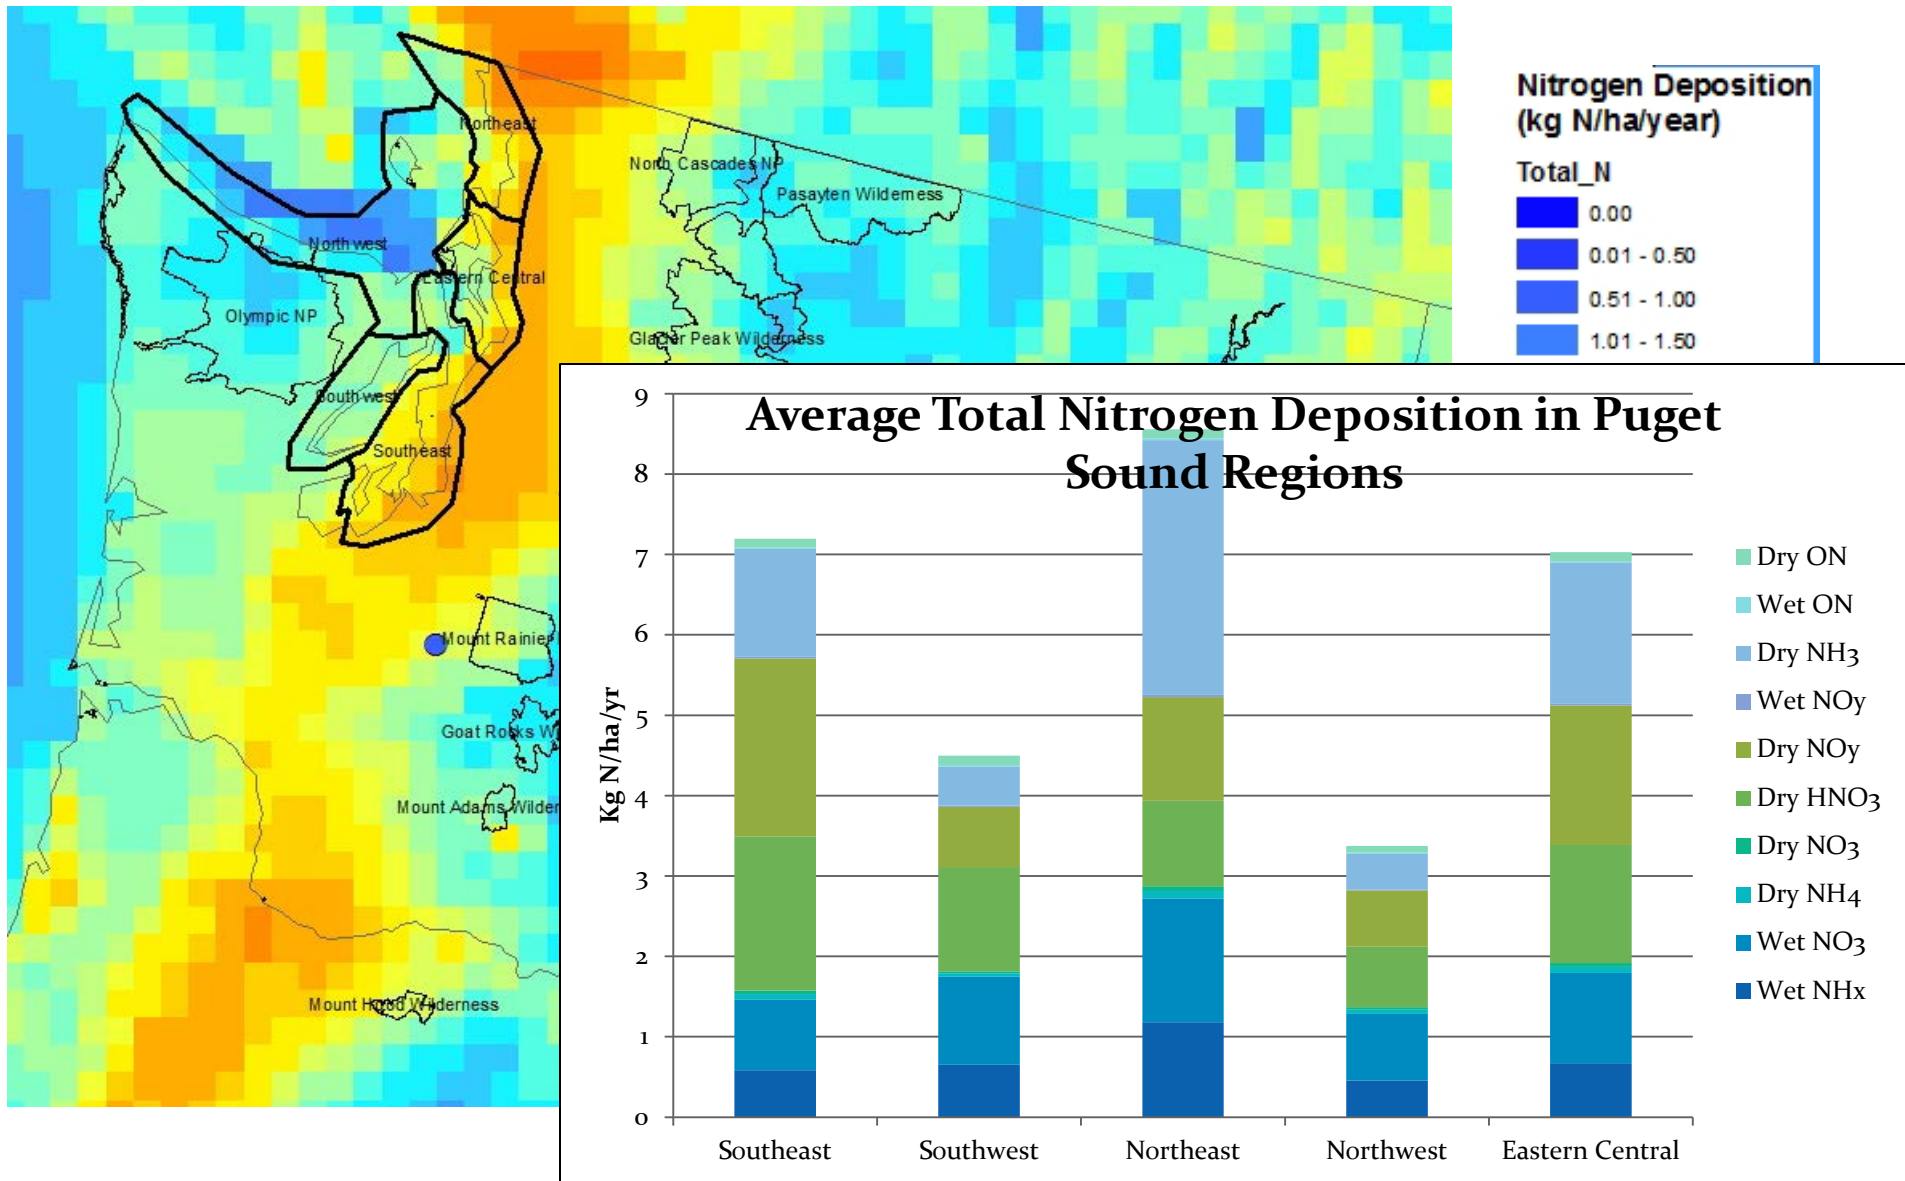 Northeast
North Cascades NP
Pasayten Wilderness
Northwest
Eastern Central
Olympic NP
Glacier Peak Wilderness
Southwest
Southeast
Mount Rainier
Goat Rocks W
Mount Adams Wilder
Mount Hood Wilderness
Nitrogen Deposition
(kg N/ha/year)
Total_N
0.00
0.01 - 0.50
0.51 - 1.00
1.01 - 1.50
Average Total Nitrogen Deposition in Puget
Sound Regions
Kg N/ha/yr
9
8
7
6
5
4
3
2
1
0
Southeast
Southwest
Northeast
Northwest
Eastern Central
Dry ON
Wet ON
Dry NH3
Wet NOy
Dry NOy
Dry HNO3
Dry NO3
Dry NH4
Wet NO3
Wet NHx